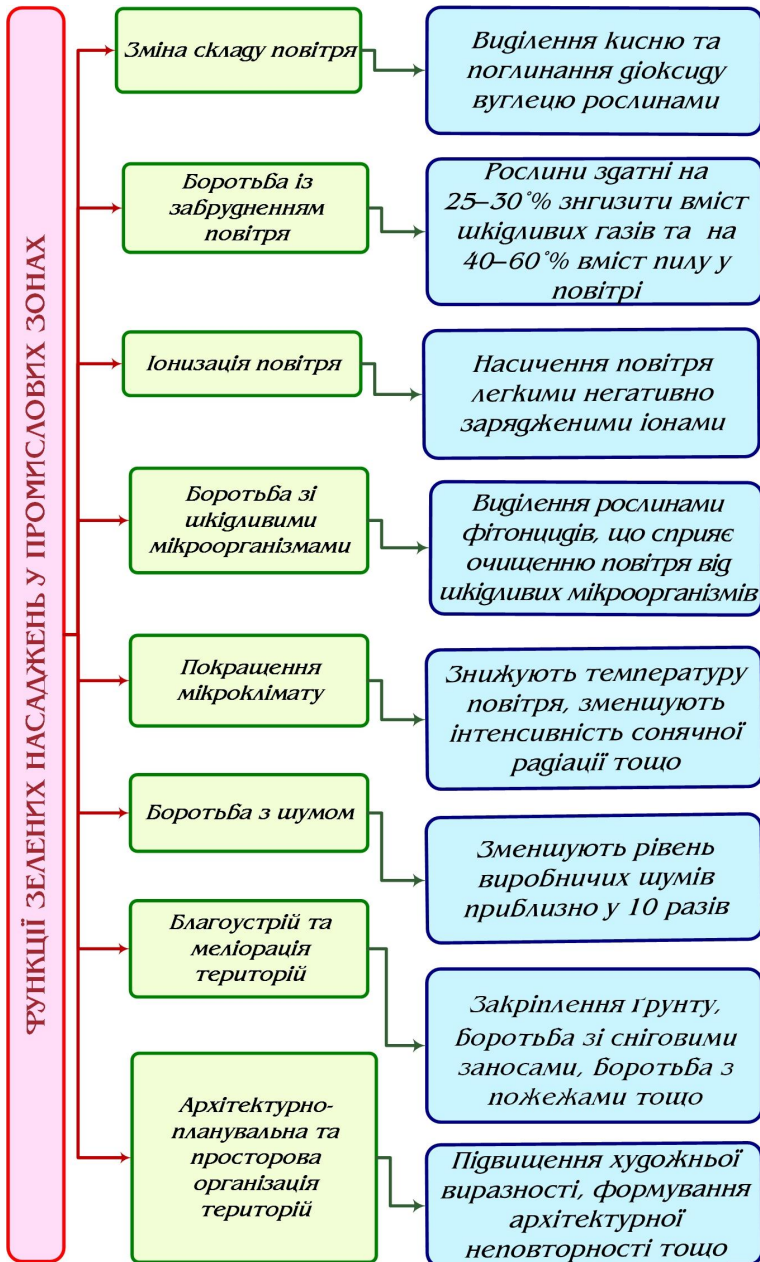 ФУНКЦІЇ ЗЕЛЕНИХ НАСАДЖЕНЬ У ПРОМИСЛОВИХ ЗОНАХ
Зміна складу повітря
Виділення кисню та
поглинання діоксиду
вуглецю рослинами
Боротьба із
забрудненням
повітря
Рослини здатні на
25–30˚% знгизити вміст
шкідливих газів та на
40–60˚% вміст пилу у
повітрі
Іонизація повітря
Насичення повітря
легкими негативно
зарядженими іонами
Боротьба зі
шкідливими
мікроорганізмами
Виділення рослинами
фітонцидів, що сприяє
очищенню повітря від
шкідливих мікроорганізмів
Покращення
мікроклімату
Знижують температуру
повітря, зменшують
інтенсивність сонячної
радіації тощо
Боротьба з шумом
Зменшують рівень
виробничих шумів
приблизно у 10 разів
Благоустрій та
меліорація
територій
Закріплення ґрунту,
боротьба зі сніговими
заносами, боротьба з
пожежами тощо
Архітектурно-
планувальна та
просторова
організація
територій
Підвищення художньої
виразності, формування
архітектурної
неповторності тощо